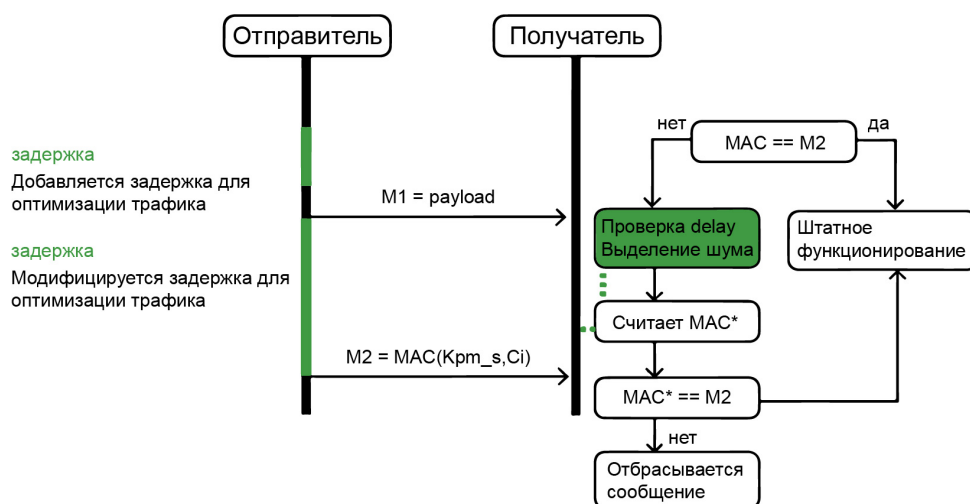 Отправитель
Получатель
задержка
Добавляется задержка для
оптимизации трафика
задержка
Модифицируется задержка для
оптимизации трафика
M1 = payload
M2 = MAC(Kpm_s,Ci)
нет
MAC == M2
да
Проверка delay
Выделение шума
Штатное
функционирование
Считает MAC*
MAC* == M2
нет
Отбрасывается
сообщение